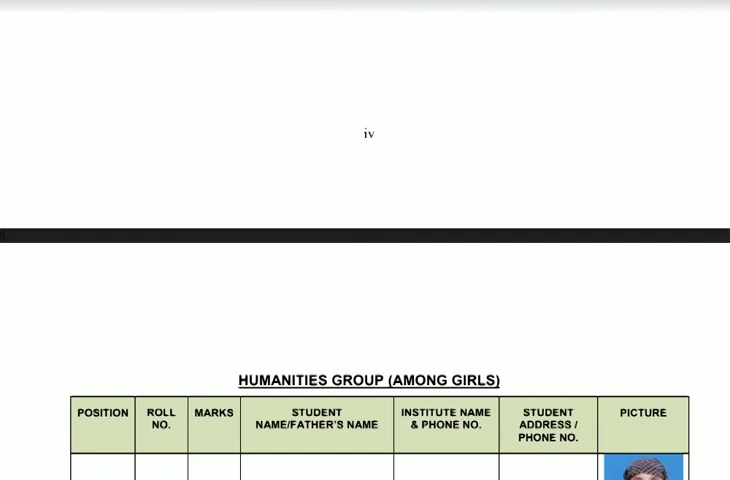 iv
HUMANITIES GROUP (AMONG GIRLS)
POSITION ROLL NO. MARKS STUDENT NAME/FATHER'S NAME INSTITUTE NAME & PHONE NO. STUDENT ADDRESS / PHONE NO. PICTURE